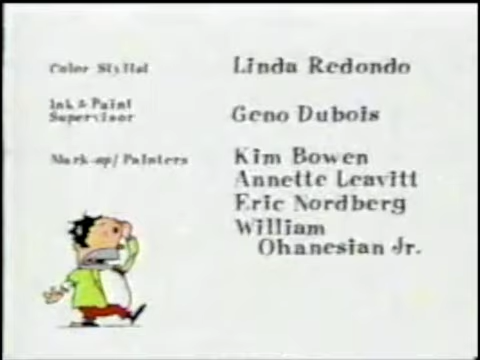 Color Stylist Linda Redondo
Ink & Paint
Supervisor Geno Dubois
Mark-up/Painters Kim Bowen
Annette Leavitt
Eric Nordberg
William
Ohanesian Jr.